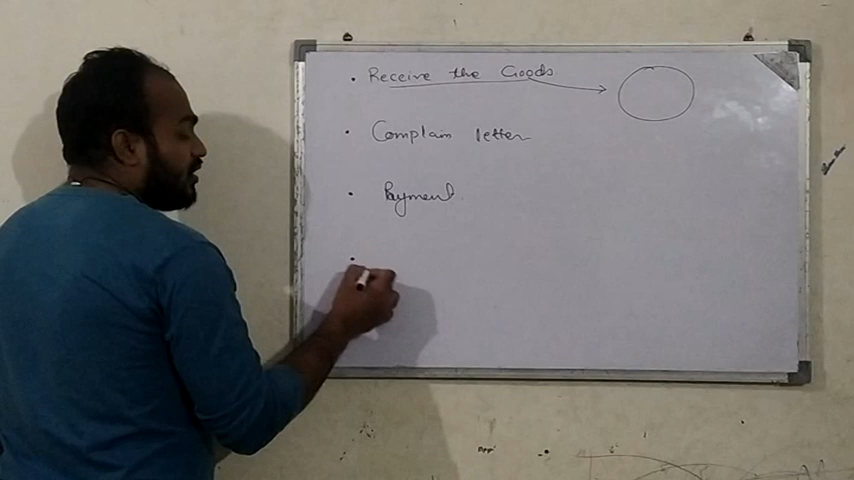 • Receive the Goods
• Complain letter
• Payment.
•